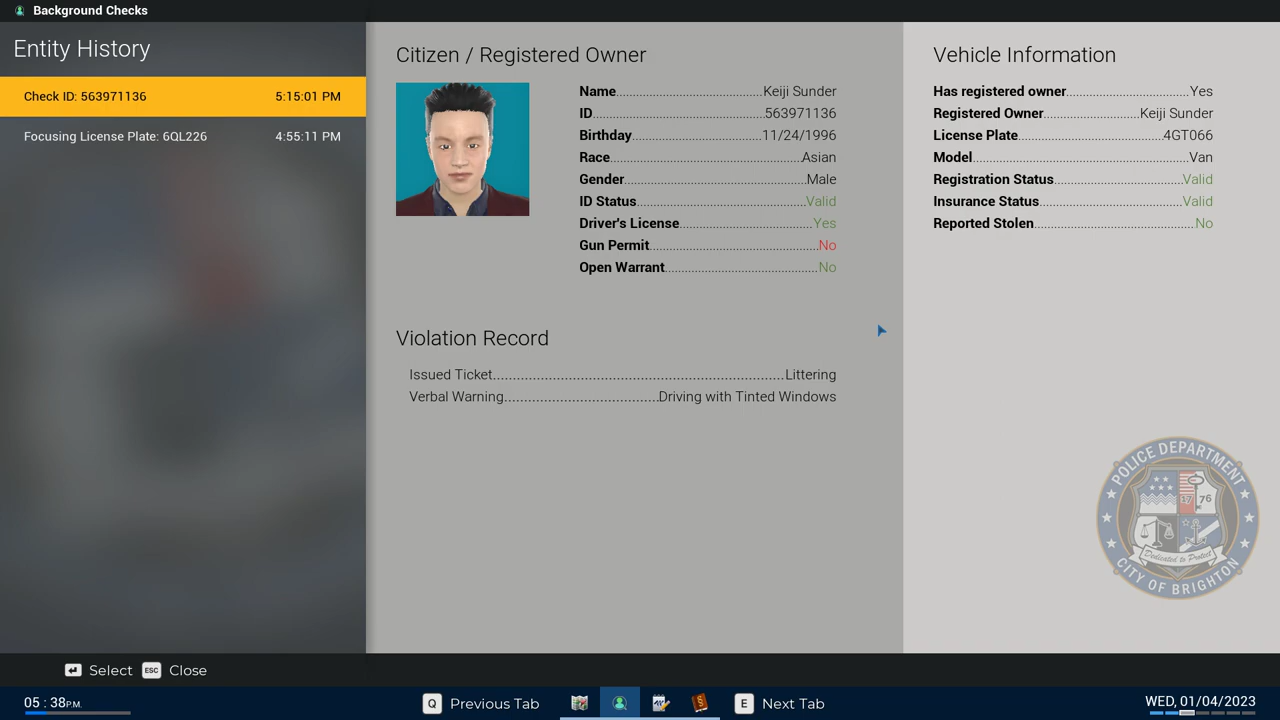 Background Checks
Entity History
Check ID: 563971136 5:15:01 PM
Focusing License Plate: 6QL226 4:55:11 PM
Citizen / Registered Owner
Name Keiji Sunder
ID 563971136
Birthday 11/24/1996
Race Asian
Gender Male
ID Status Valid
Driver's License Yes
Gun Permit No
Open Warrant No
Violation Record
Issued Ticket Littering
Verbal Warning Driving with Tinted Windows
Vehicle Information
Has registered owner Yes
Registered Owner Keiji Sunder
License Plate 4GT066
Model Van
Registration Status Valid
Insurance Status Valid
Reported Stolen No
POLICE DEPARTMENT
17 76
Dedicated to Protect
CITY OF BRIGHTON
Select ESC Close
05 : 38 P.M.
Q Previous Tab
E Next Tab
WED, 01/04/2023